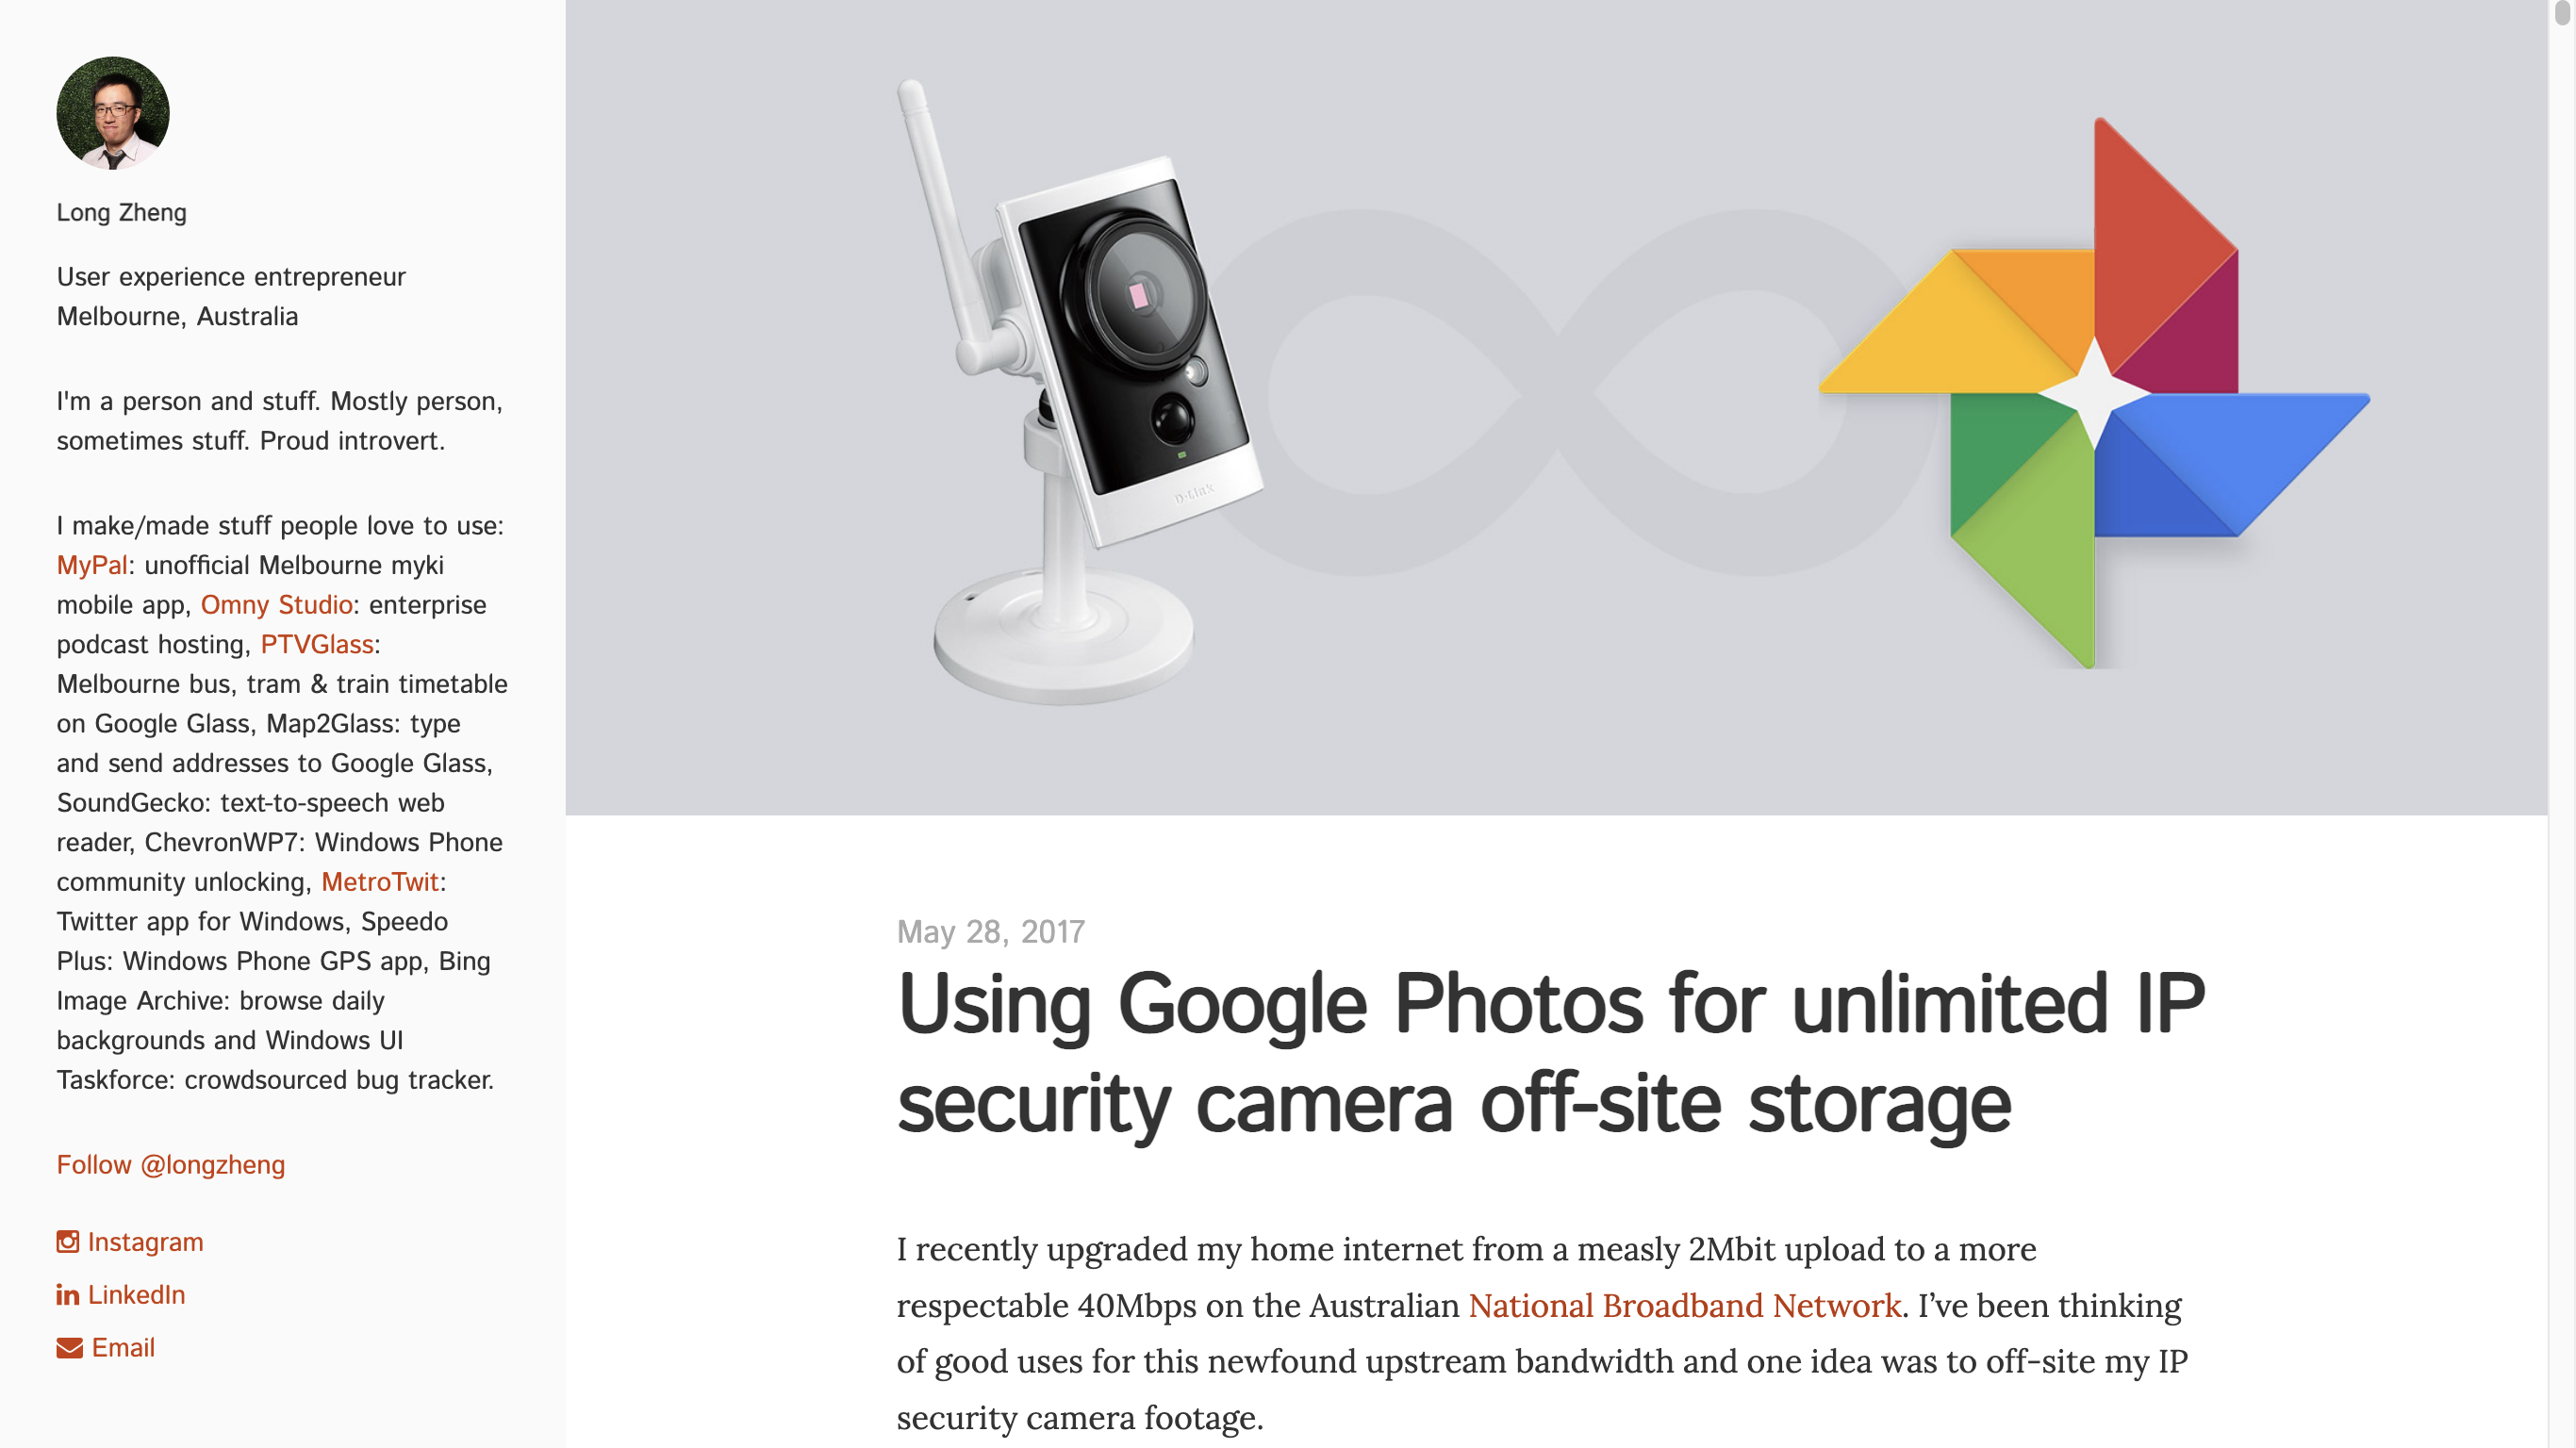 Long Zheng
User experience entrepreneur
Melbourne, Australia
I'm a person and stuff. Mostly person,
sometimes stuff. Proud introvert.
I make/made stuff people love to use:
MyPal: unofficial Melbourne myki
mobile app, Omny Studio: enterprise
podcast hosting, PTVGlass:
Melbourne bus, tram & train timetable
on Google Glass, Map2Glass: type
and send addresses to Google Glass,
SoundGecko: text-to-speech web
reader, ChevronWP7: Windows Phone
community unlocking, MetroTwit:
Twitter app for Windows, Speedo
Plus: Windows Phone GPS app, Bing
Image Archive: browse daily
backgrounds and Windows UI
Taskforce: crowdsourced bug tracker.
Follow @longzheng
Instagram
LinkedIn
Email
D-Link
May 28, 2017
Using Google Photos for unlimited IP
security camera off-site storage
I recently upgraded my home internet from a measly 2Mbit upload to a more
respectable 40Mbps on the Australian National Broadband Network. I’ve been thinking
of good uses for this newfound upstream bandwidth and one idea was to off-site my IP
security camera footage.